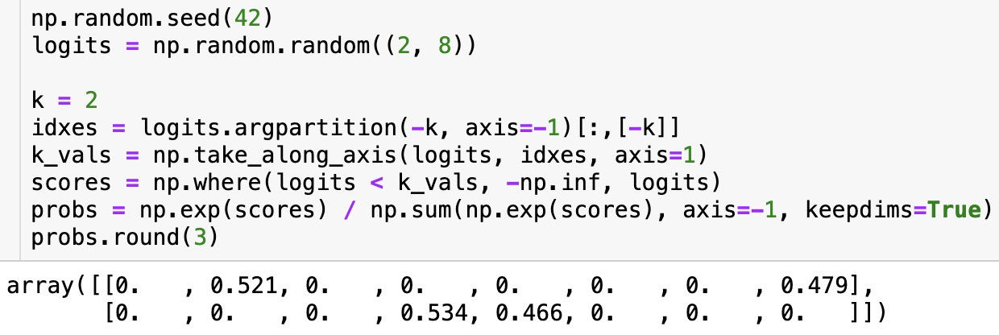 np.random.seed(42)
logits = np.random.random((2, 8))
k = 2
idxes = logits.argpartition(-k, axis=-1)[:,[-k]]
k_vals = np.take_along_axis(logits, idxes, axis=1)
scores = np.where(logits < k_vals, -np.inf, logits)
probs = np.exp(scores) / np.sum(np.exp(scores), axis=-1, keepdims=True)
probs.round(3)
array([[0.   , 0.521, 0.   , 0.   , 0.   , 0.   , 0.   , 0.479],
       [0.   , 0.   , 0.   , 0.534, 0.466, 0.   , 0.   , 0.   ]])